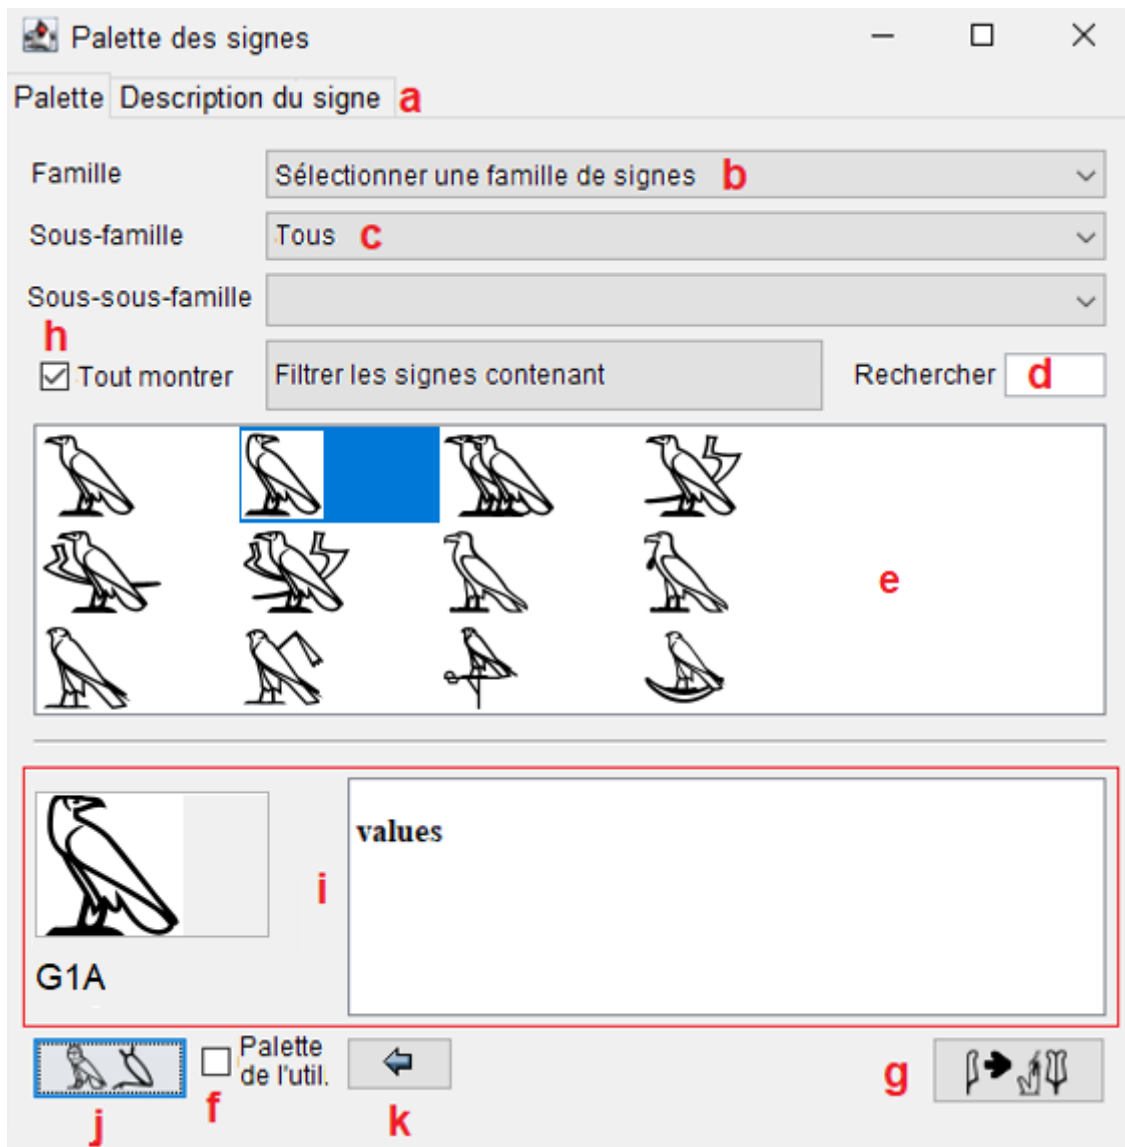 Palette des signes
Palette Description du signe a
Famille Sélectionner une famille de signes b
Sous-famille Tous c
Sous-sous-famille
h
Tout montrer Filtrer les signes contenant Rechercher d
e
values
i
G1A
Palette
de l'util.
g
f
j k